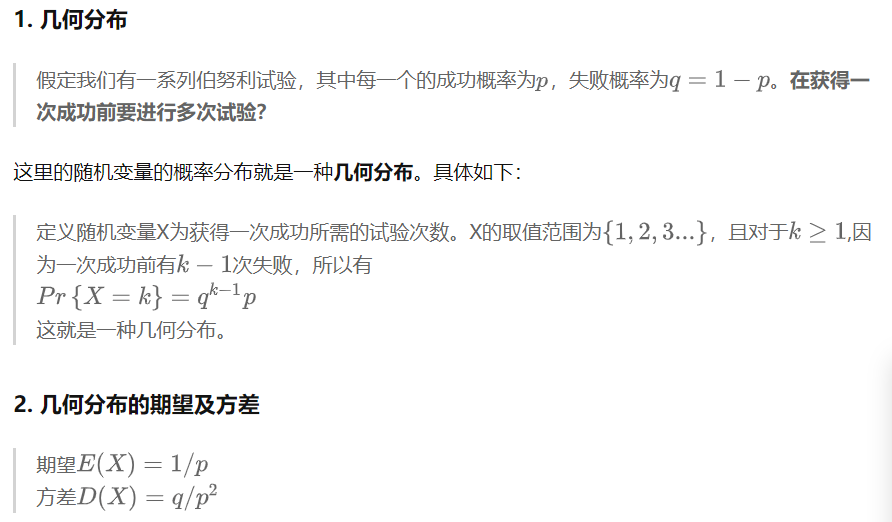 1. 几何分布
假定我们有一系列伯努利试验，其中每一个的成功概率为p，失败概率为q = 1 − p。在获得一
次成功前要进行多次试验？
这里的随机变量的概率分布就是一种几何分布。具体如下：
定义随机变量X为获得一次成功所需的试验次数。X的取值范围为{1, 2, 3...}，且对于k ≥ 1,因
为一次成功前有k − 1次失败，所以有
Pr {X = k} = q^{k−1}p
这就是一种几何分布。
2. 几何分布的期望及方差
期望E(X) = 1/p
方差D(X) = q/p²